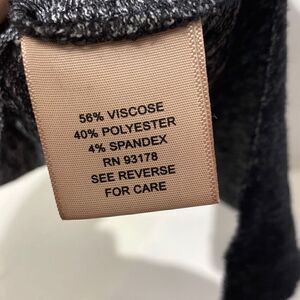 56% VISCOSE
40% POLYESTER
4% SPANDEX
RN 93178
SEE REVERSE
FOR CARE